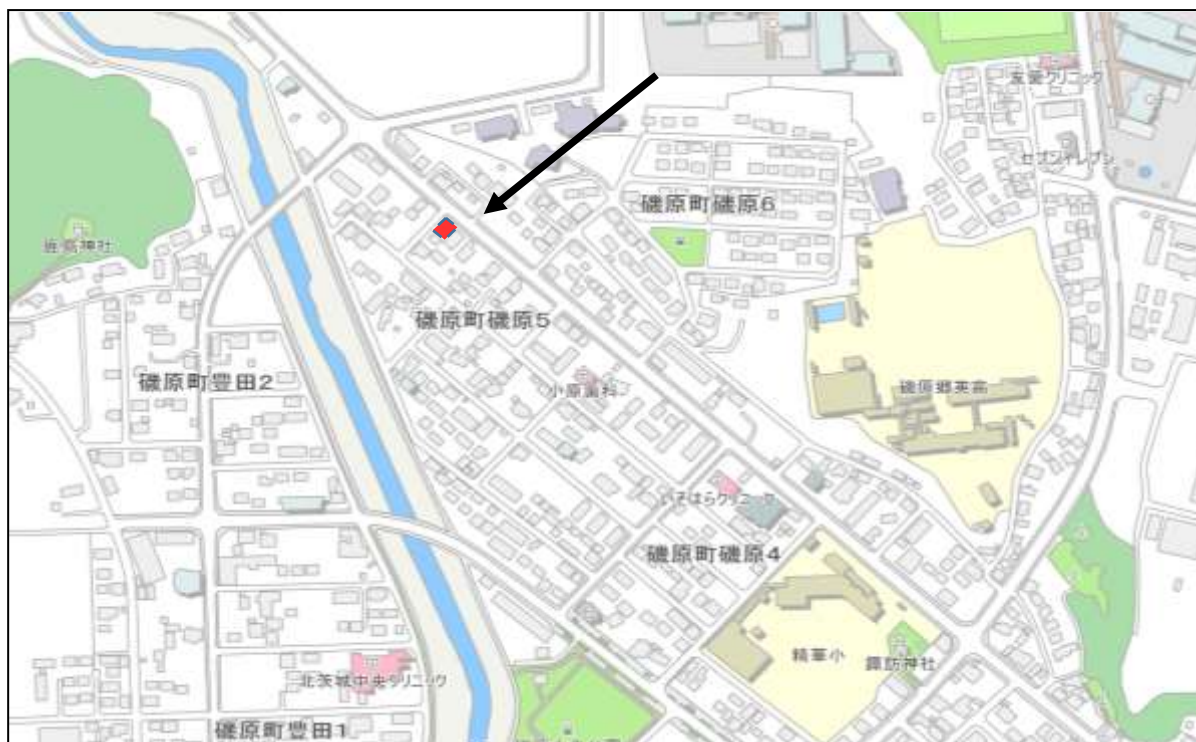 友愛クリニック
セブンイレブン
磯原町磯原6
鹿島神社
磯原町磯原5
磯原町豊田2
小原歯科
磯原郷英高
いそはらクリニック
磯原町磯原4
精華小
諏訪神社
北茨城中央クリニック
磯原町豊田1